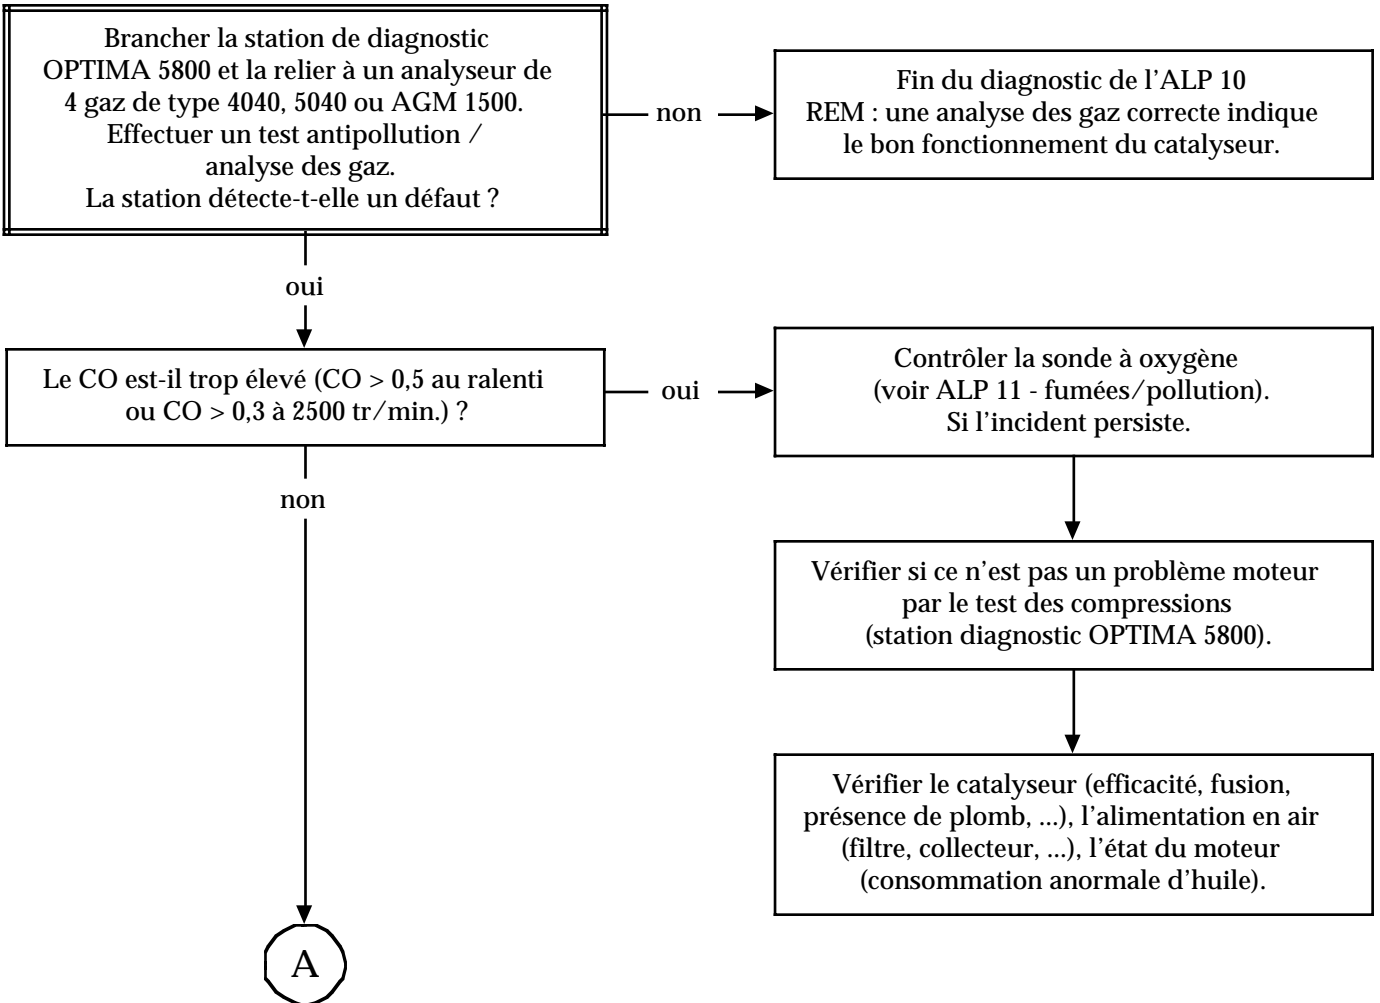 Brancher la station de diagnostic
OPTIMA 5800 et la relier à un analyseur de
4 gaz de type 4040, 5040 ou AGM 1500.
Effectuer un test antipollution /
analyse des gaz.
La station détecte-t-elle un défaut ?
non
Fin du diagnostic de l'ALP 10
REM : une analyse des gaz correcte indique
le bon fonctionnement du catalyseur.
oui
Le CO est-il trop élevé (CO > 0,5 au ralenti
ou CO > 0,3 à 2500 tr/min.) ?
oui
Contrôler la sonde à oxygène
(voir ALP 11 - fumées/pollution).
Si l'incident persiste.
non
Vérifier si ce n'est pas un problème moteur
par le test des compressions
(station diagnostic OPTIMA 5800).
Vérifier le catalyseur (efficacité, fusion,
présence de plomb, ...), l'alimentation en air
(filtre, collecteur, ...), l'état du moteur
(consommation anormale d'huile).
A